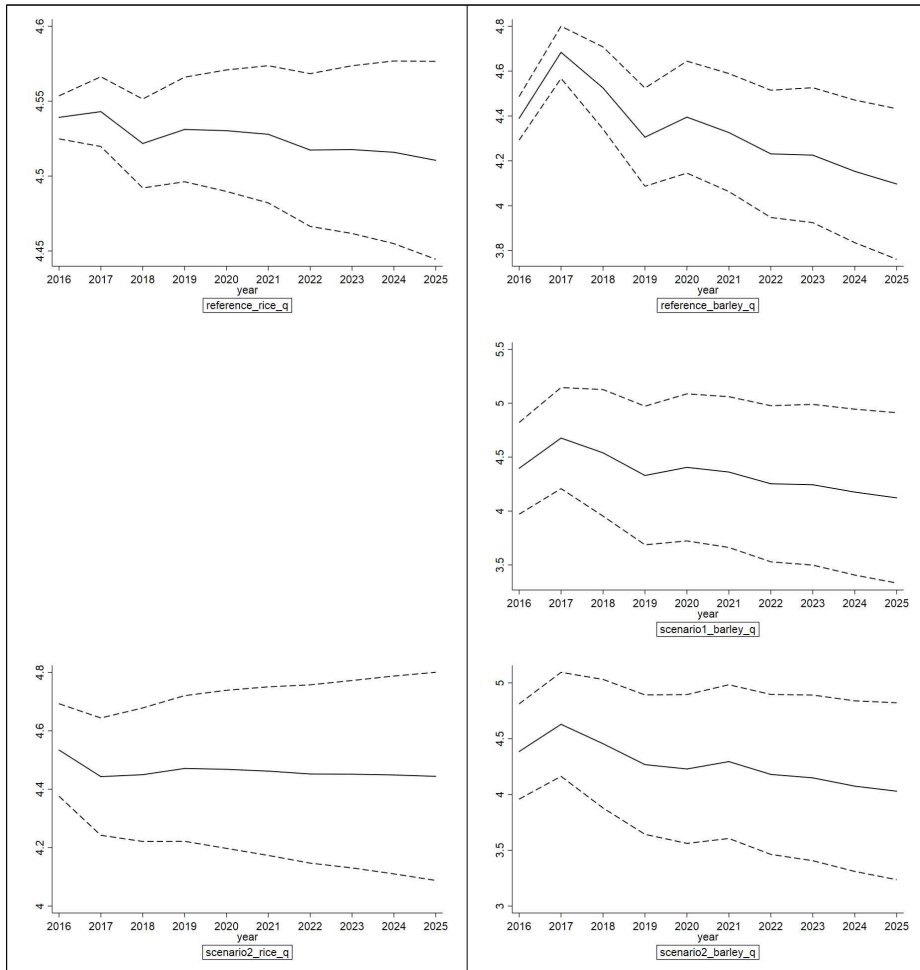 4.6
4.55
4.5
4.45
2016 2017 2018 2019 2020 2021 2022 2023 2024 2025
year
reference_rice_q
4.8
4.6
4.4
4.2
4
3.8
2016 2017 2018 2019 2020 2021 2022 2023 2024 2025
year
reference_barley_q
5.5
5
4.5
4
3.5
2016 2017 2018 2019 2020 2021 2022 2023 2024 2025
year
scenario1_barley_q
4.8
4.6
4.4
4.2
4
2016 2017 2018 2019 2020 2021 2022 2023 2024 2025
year
scenario2_rice_q
5
4.5
4
3.5
3
2016 2017 2018 2019 2020 2021 2022 2023 2024 2025
year
scenario2_barley_q